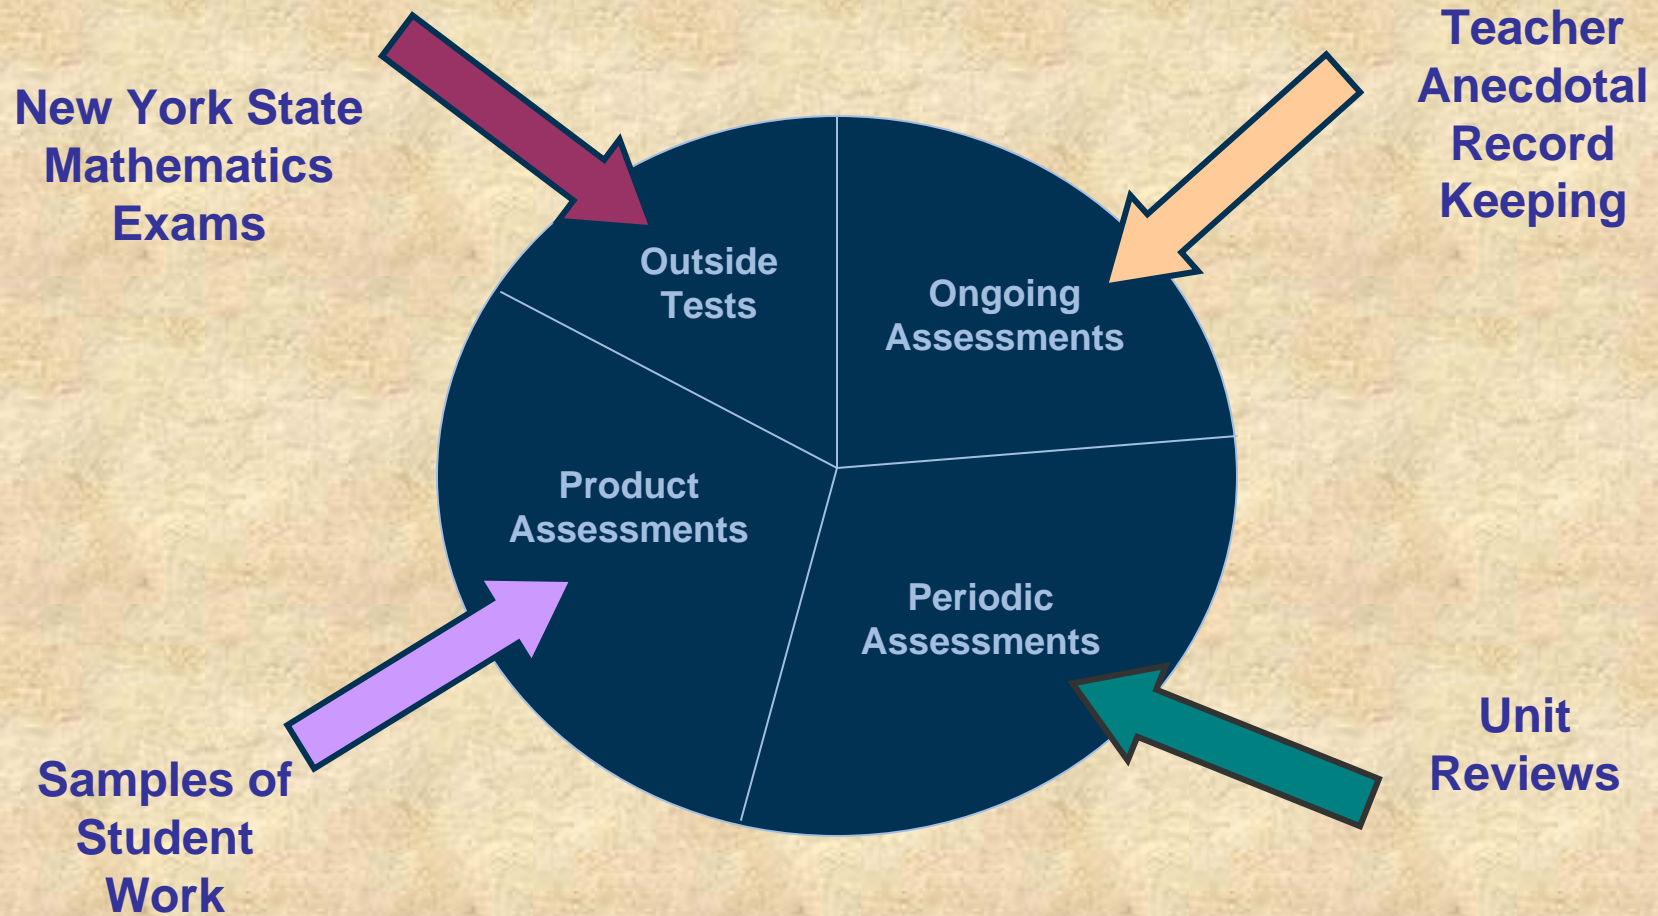 New York State
Mathematics
Exams
Teacher
Anecdotal
Record
Keeping
Outside
Tests
Ongoing
Assessments
Product
Assessments
Periodic
Assessments
Samples of
Student
Work
Unit
Reviews